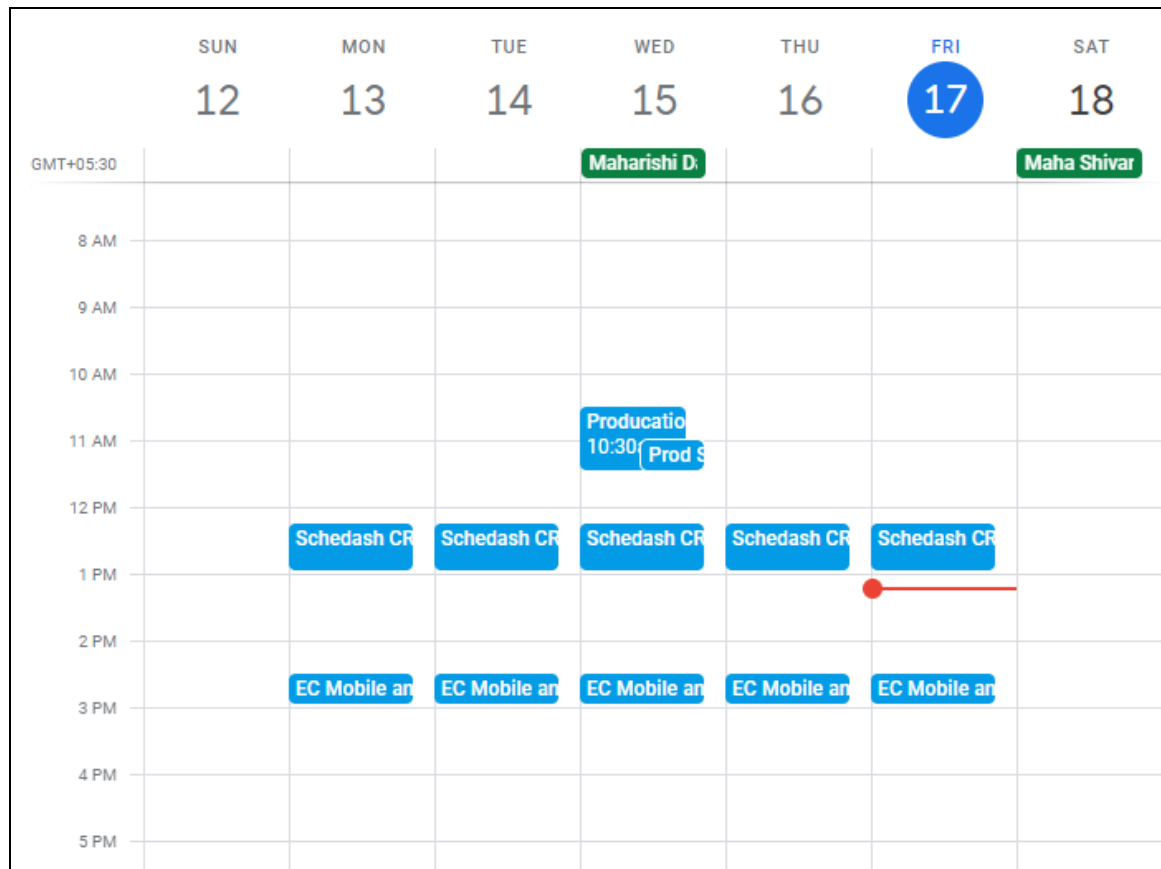 SUN MON TUE WED THU FRI SAT
12 13 14 15 16 17 18
GMT+05:30 Maharishi Da Maha Shivar
8 AM
9 AM
10 AM
Producatio
11 AM 10:30a Prod S
12 PM
Schedash CR Schedash CR Schedash CR Schedash CR Schedash CR
1 PM
2 PM
EC Mobile an EC Mobile an EC Mobile an EC Mobile an EC Mobile an
3 PM
4 PM
5 PM